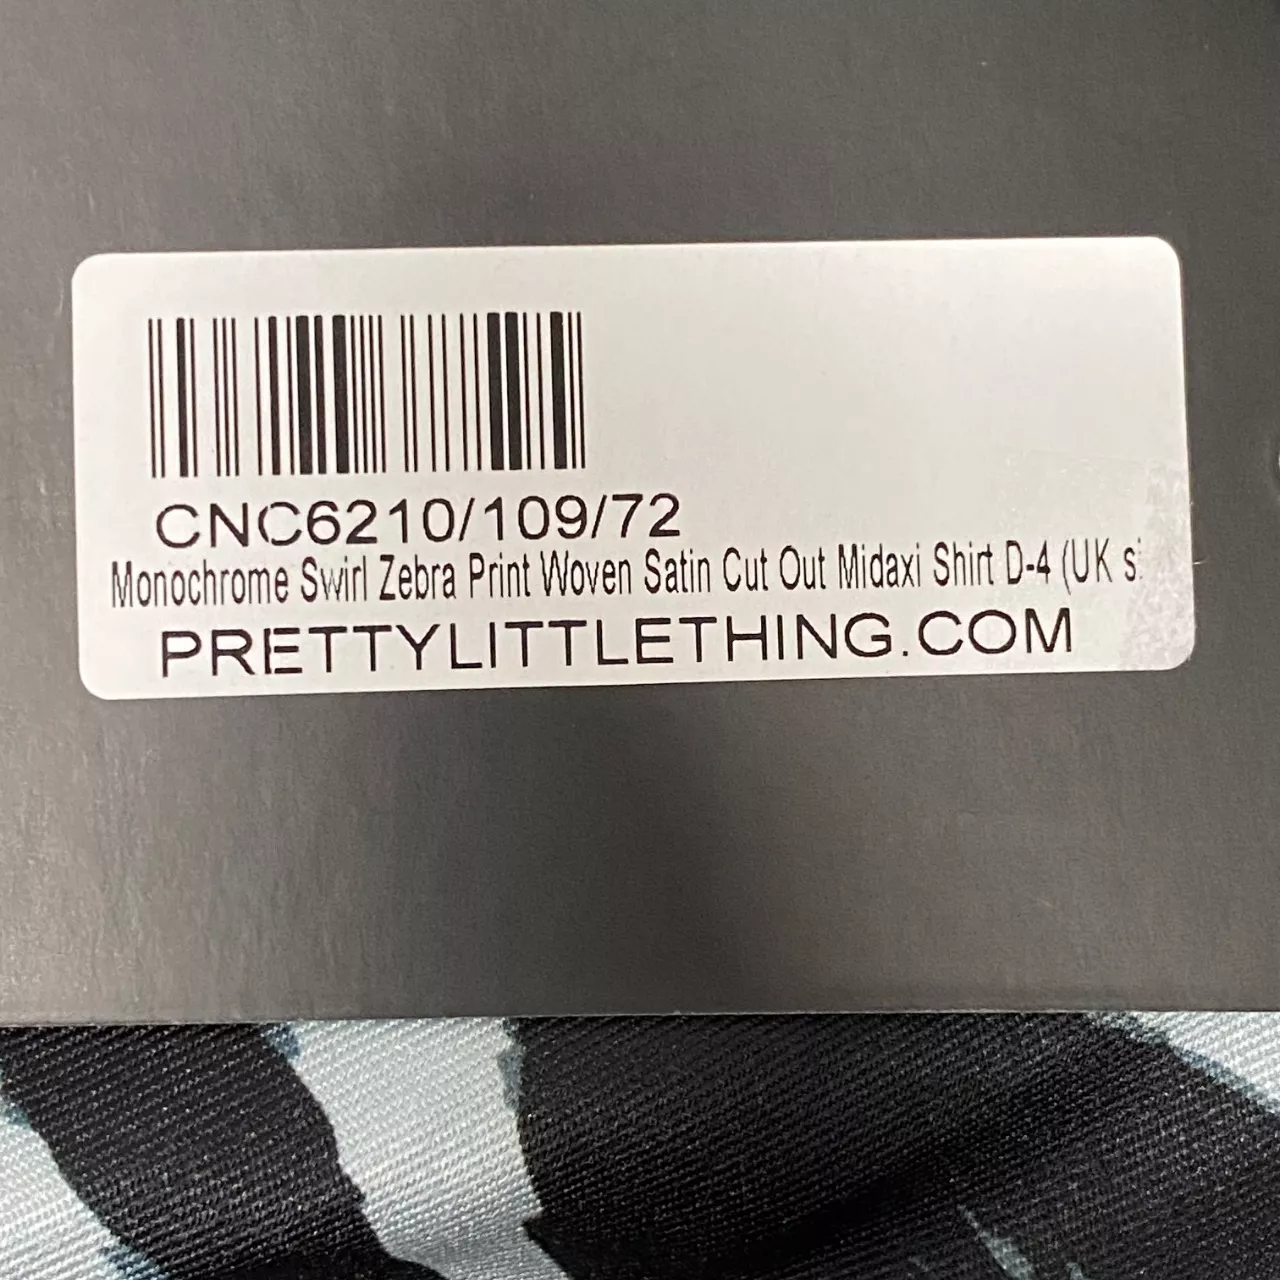 CNC6210/109/72
Monochrome Swirl Zebra Print Woven Satin Cut Out Midaxi Shirt D-4 (UK s
PRETTYLITTLETHING.COM